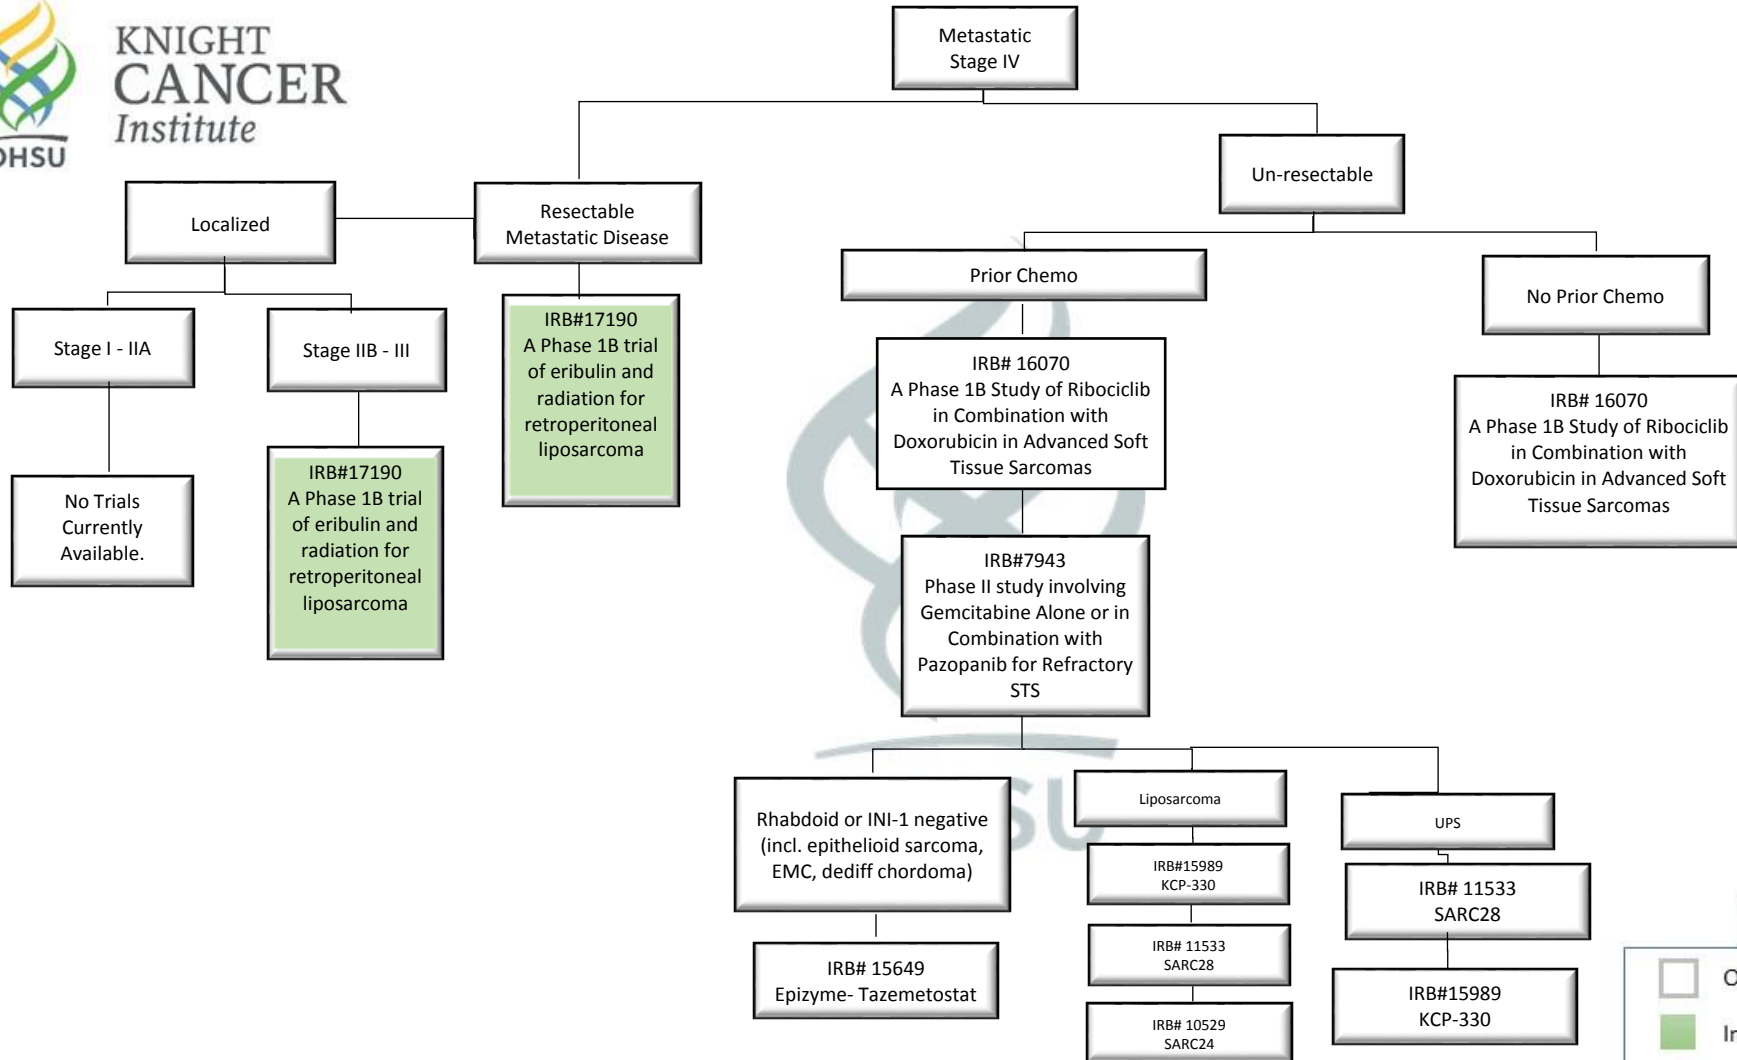 KNIGHT
CANCER
Institute
OHSU
Metastatic
Stage IV
Un-resectable
Localized
Resectable
Metastatic Disease
Prior Chemo
No Prior Chemo
Stage I - IIA
Stage IIB - III
IRB#17190
A Phase 1B trial
of eribulin and
radiation for
retroperitoneal
liposarcoma
IRB# 16070
A Phase 1B Study of Ribociclib
in Combination with
Doxorubicin in Advanced Soft
Tissue Sarcomas
IRB# 16070
A Phase 1B Study of Ribociclib
in Combination with
Doxorubicin in Advanced Soft
Tissue Sarcomas
No Trials
Currently
Available.
IRB#17190
A Phase 1B trial
of eribulin and
radiation for
retroperitoneal
liposarcoma
IRB#7943
Phase II study involving
Gemcitabine Alone or in
Combination with
Pazopanib for Refractory
STS
Rhabdoid or INI-1 negative
(incl. epithelioid sarcoma,
EMC, dediff chordoma)
Liposarcoma
UPS
IRB#15989
KCP-330
IRB# 11533
SARC28
IRB# 11533
SARC28
IRB# 15649
Epizyme- Tazemetostat
IRB#15989
KCP-330
IRB# 10529
SARC24
SU